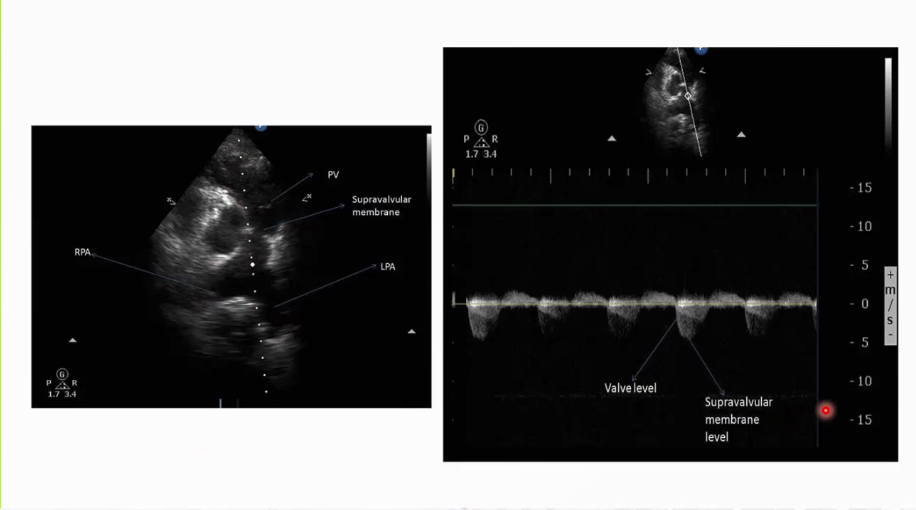 PV
Supravalvular
membrane
RPA
LPA
G
P R
1.7 3.4
G
P R
1.7 3.4
- 15
- 10
5
- 0
- 5
- 10
- 15
+
m
/
s
-
Valve level
Supravalvular
membrane
level